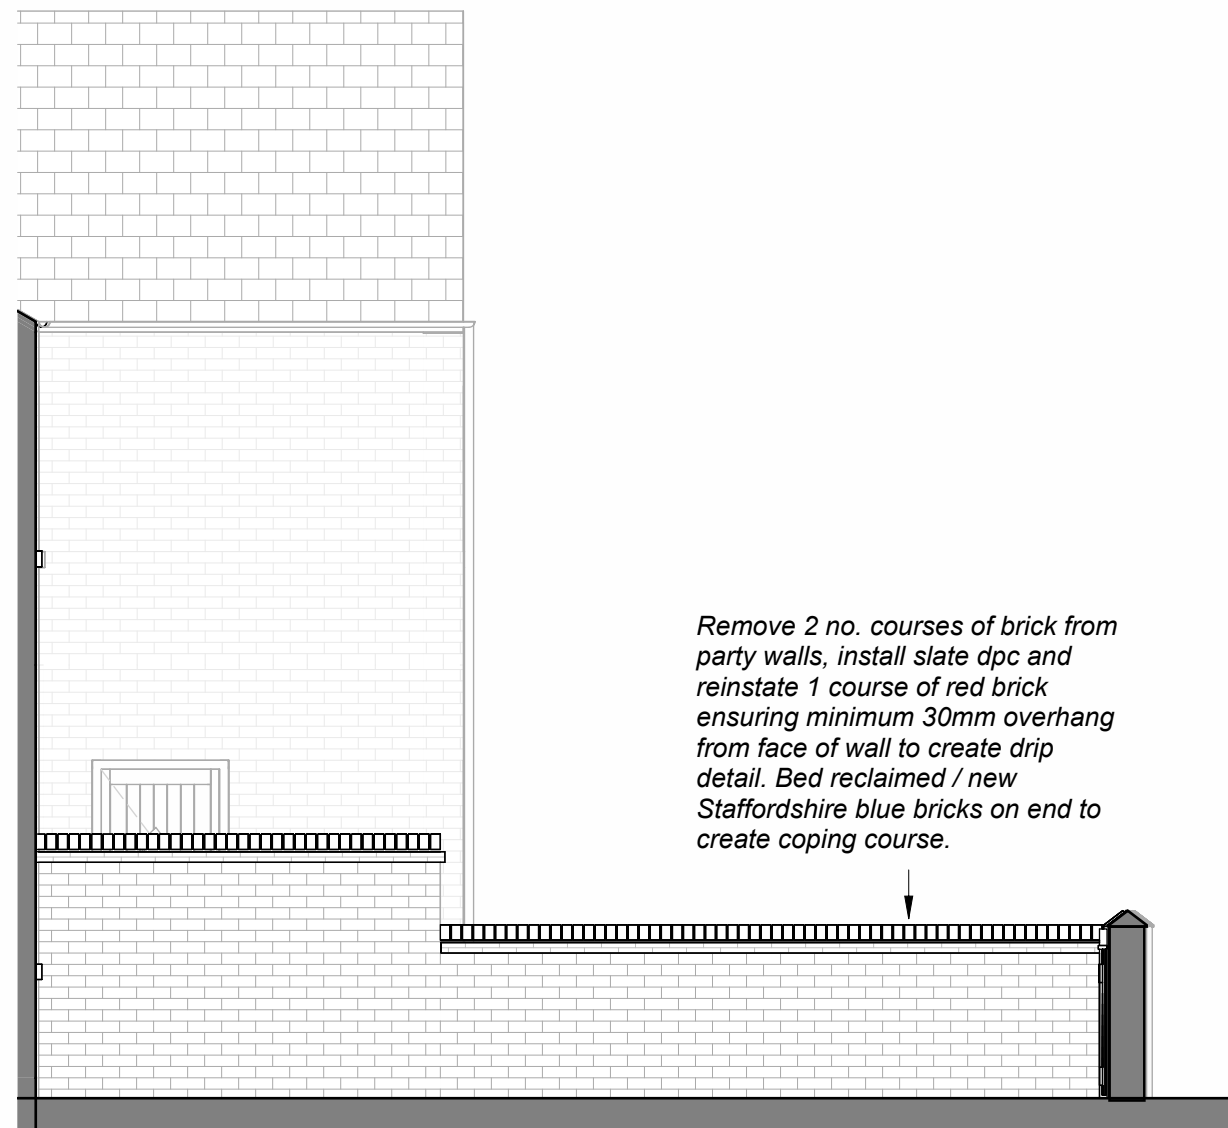 Remove 2 no. courses of brick from
party walls, install slate dpc and
reinstate 1 course of red brick
ensuring minimum 30mm overhang
from face of wall to create drip
detail. Bed reclaimed / new
Staffordshire blue bricks on end to
create coping course.